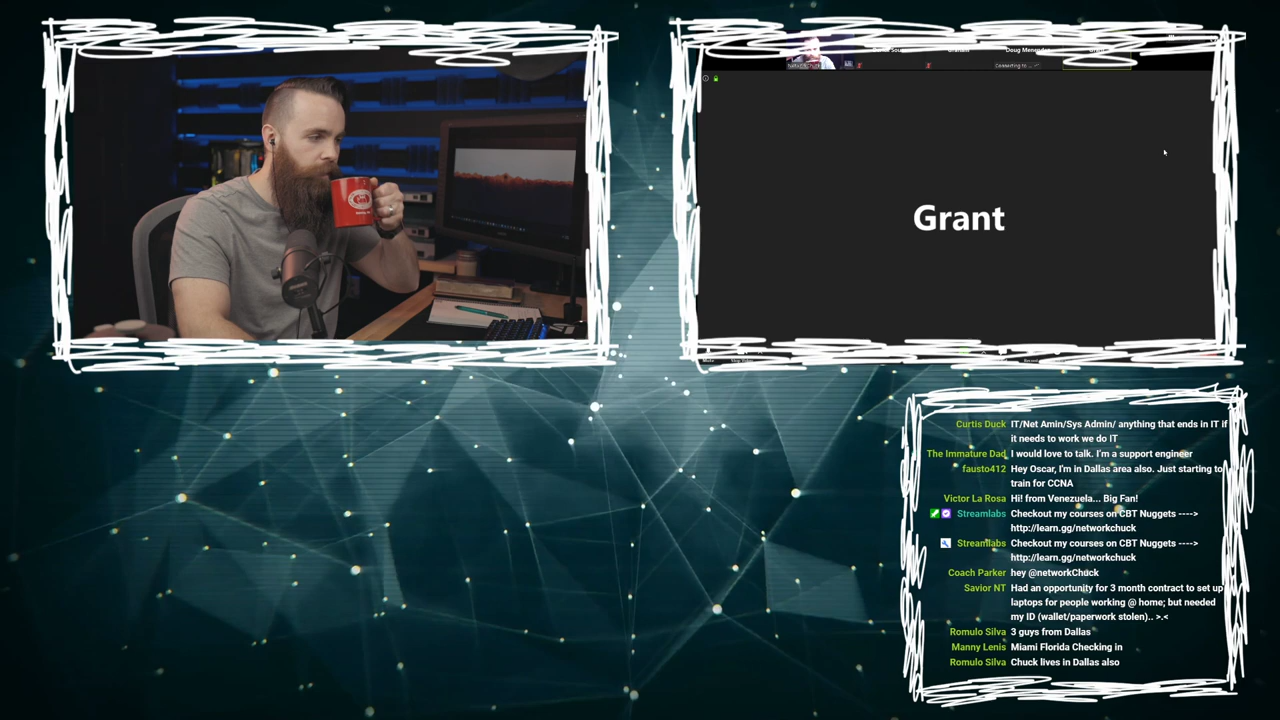 Doug Menendez
Connecting to ...
Grant
Curtis Duck IT/Net Amin/Sys Admin/ anything that ends in IT if
it needs to work we do IT
The Immature Dad I would love to talk. I'm a support engineer
fausto412 Hey Oscar, I'm in Dallas area also. Just starting to
train for CCNA
Victor La Rosa Hi! from Venezuela... Big Fan!
Streamlabs Checkout my courses on CBT Nuggets ---->
http://learn.gg/networkchuck
Streamlabs Checkout my courses on CBT Nuggets ---->
http://learn.gg/networkchuck
Coach Parker hey @networkChuck
Savior NT Had an opportunity for 3 month contract to set up
laptops for people working @ home; but needed
my ID (wallet/paperwork stolen).. >.<
Romulo Silva 3 guys from Dallas
Manny Lenis Miami Florida Checking in
Romulo Silva Chuck lives in Dallas also